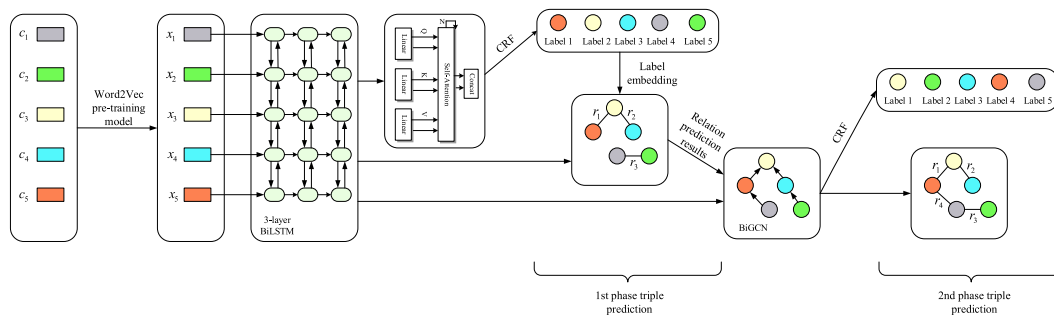 c1
c2
c3
c4
c5
Word2Vec
pre-training
model
x1
x2
x3
x4
x5
3-layer
BiLSTM
Linear
Q
Linear
K
Linear
V
N
Self-Attention
Concat
CRF
Label 1 Label 2 Label 3 Label 4 Label 5
Label
embedding
r1 r2
r3
Relation
prediction
results
BiGCN
CRF
Label 1 Label 2 Label 3 Label 4 Label 5
r1 r2
r4 r3
1st phase triple
prediction
2nd phase triple
prediction